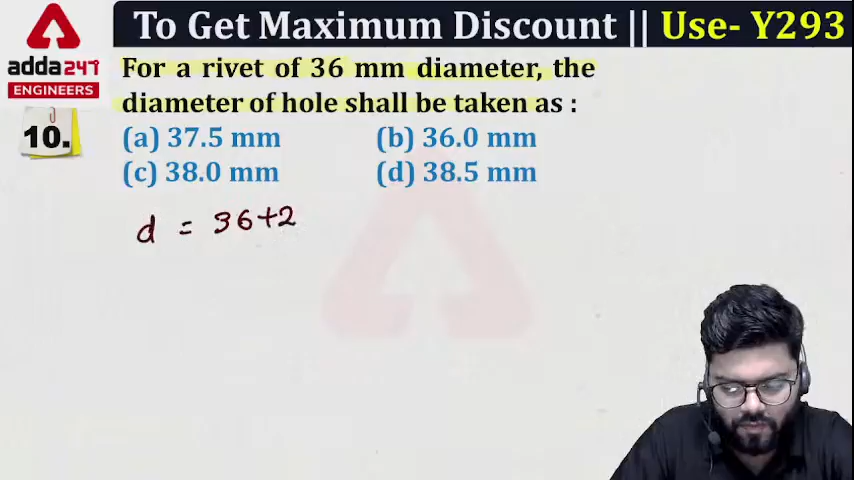 To Get Maximum Discount || Use- Y293
adda247
ENGINEERS
For a rivet of 36 mm diameter, the
diameter of hole shall be taken as :
10.
(a) 37.5 mm (b) 36.0 mm
(c) 38.0 mm (d) 38.5 mm
d = 36+2